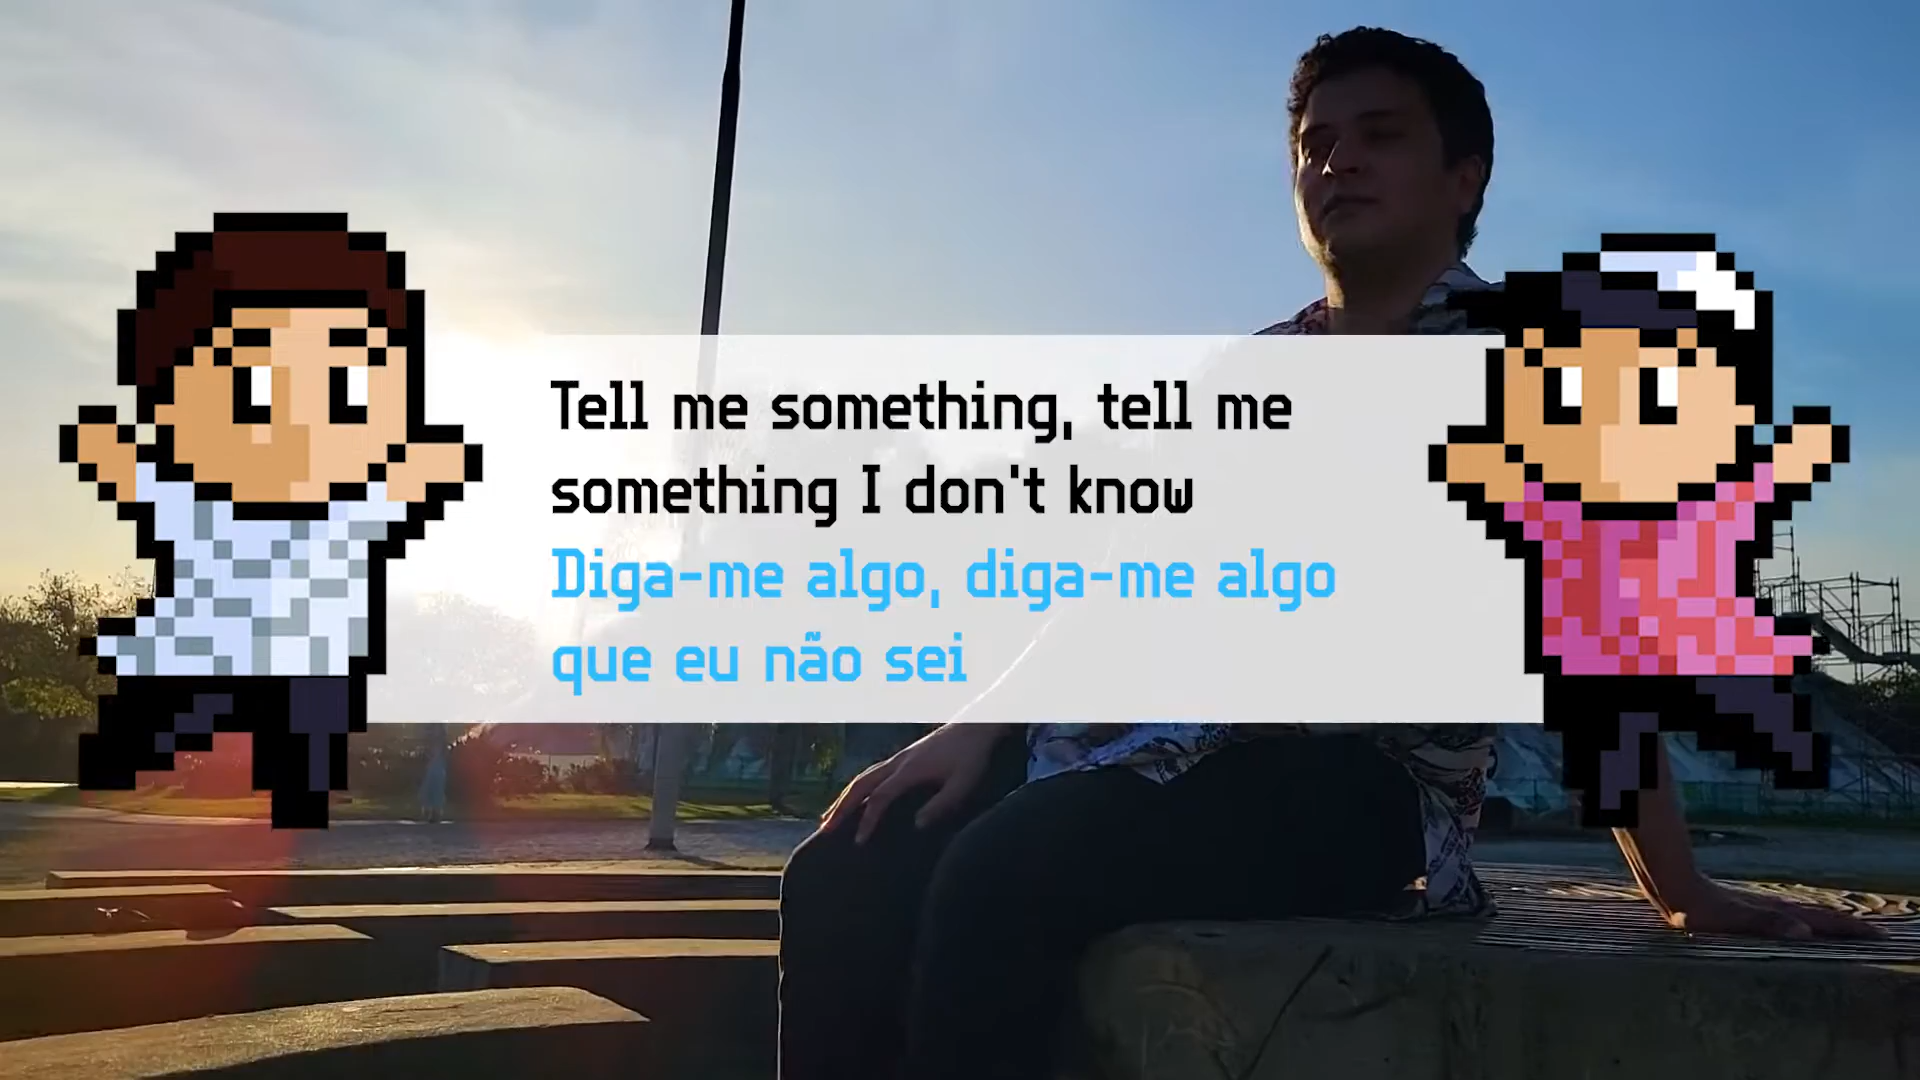 Tell me something, tell me
something I don't know
Diga-me algo, diga-me algo
que eu não sei